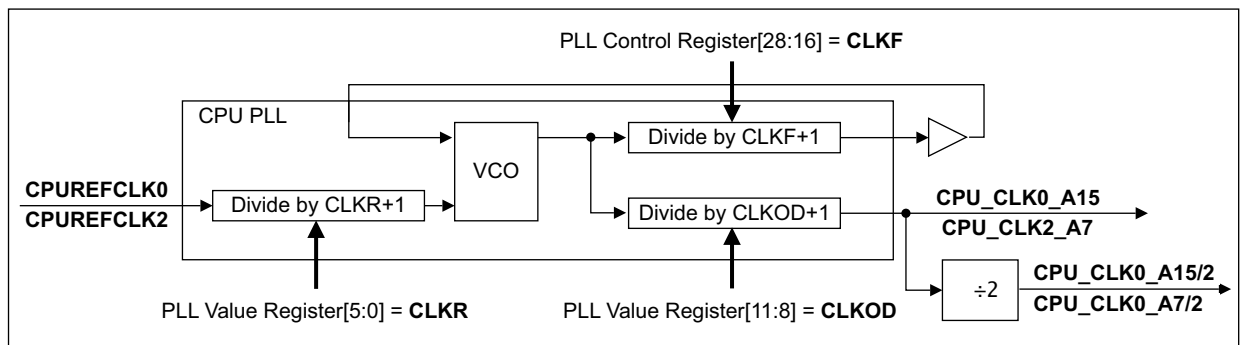 PLL Control Register[28:16] = CLKF
CPU PLL
Divide by CLKF+1
VCO
CPUREFCLK0
CPUREFCLK2
Divide by CLKR+1
Divide by CLKOD+1
CPU_CLK0_A15
CPU_CLK2_A7
PLL Value Register[5:0] = CLKR
PLL Value Register[11:8] = CLKOD
÷2
CPU_CLK0_A15/2
CPU_CLK0_A7/2